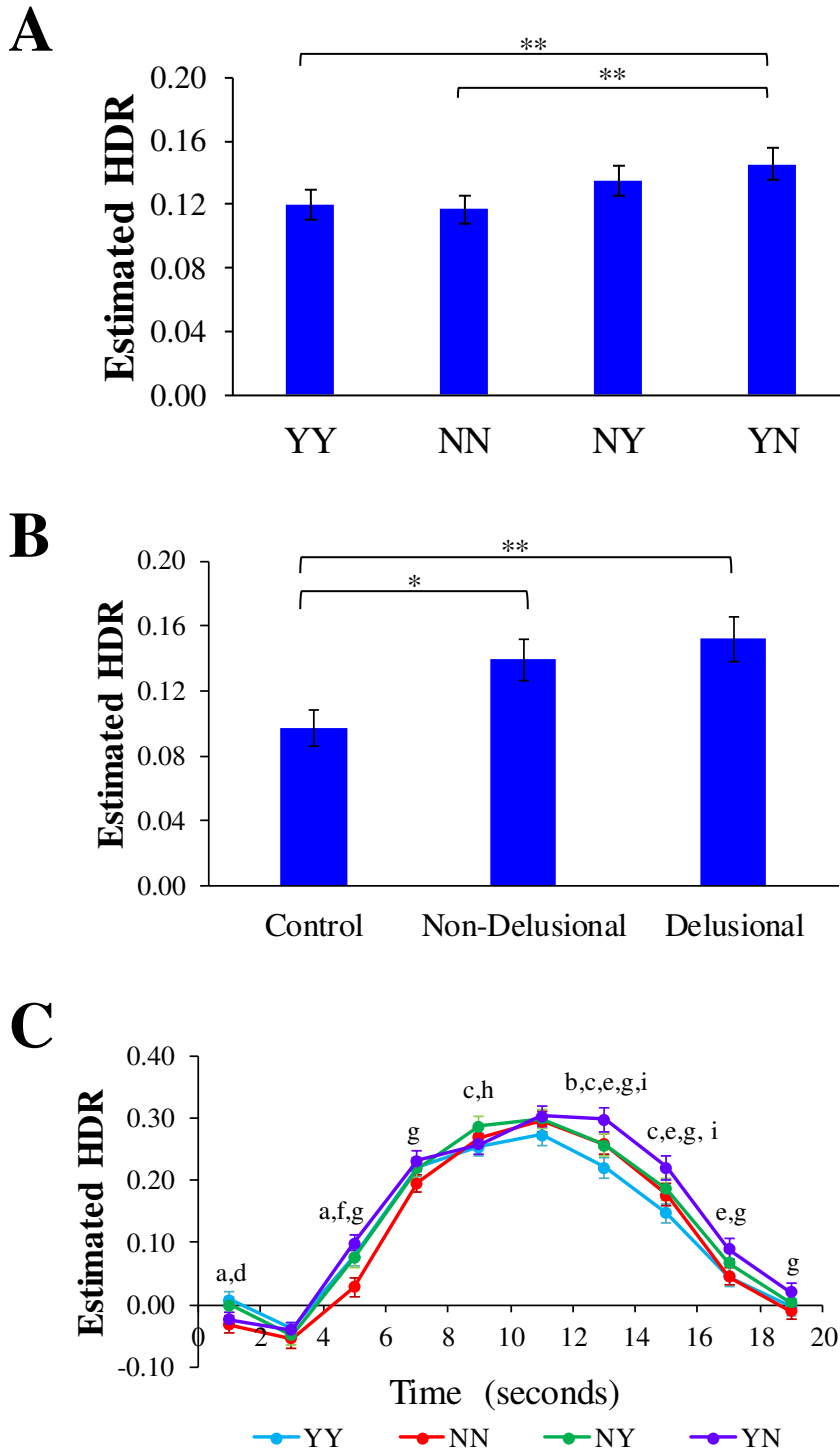 A
**
**
Estimated HDR
0.20
0.16
0.12
0.08
0.04
0.00
YY NN NY YN
B
**
*
Estimated HDR
0.20
0.16
0.12
0.08
0.04
0.00
Control Non-Delusional Delusional
C
Estimated HDR
0.40
0.30
0.20
0.10
0.00
-0.10
a,d
a,f,g
g
c,h
b,c,e,g,i
c,e,g, i
e,g
g
0 2 4 6 8 10 12 14 16 18 20
Time (seconds)
YY NN NY YN